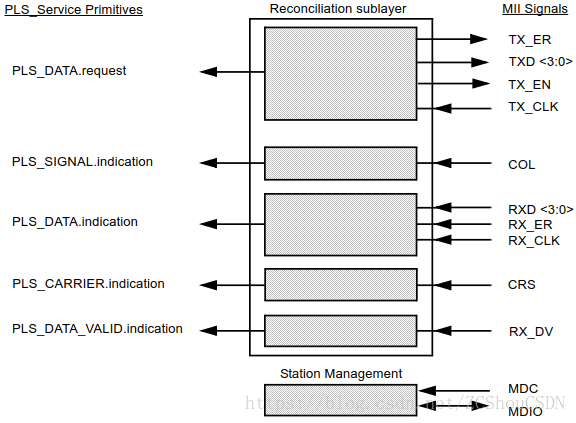 PLS_Service Primitives
Reconciliation sublayer
MII Signals
PLS_DATA.request
TX_ER
TXD <3:0>
TX_EN
TX_CLK
PLS_SIGNAL.indication
COL
PLS_DATA.indication
RXD <3:0>
RX_ER
RX_CLK
PLS_CARRIER.indication
CRS
PLS_DATA_VALID.indication
RX_DV
Station Management
MDC
MDIO
https://blog.csdn.net/ZCShouCSDN